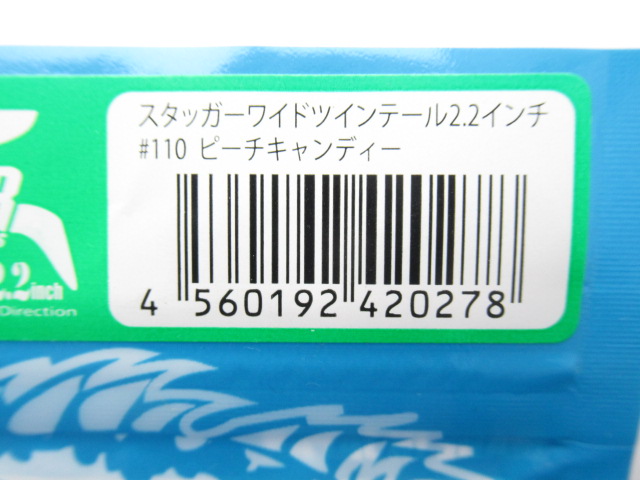 スタッガーワイドツインテール2.2インチ
#110 ピーチキャンディー
4 560192 420278
inch
Direction